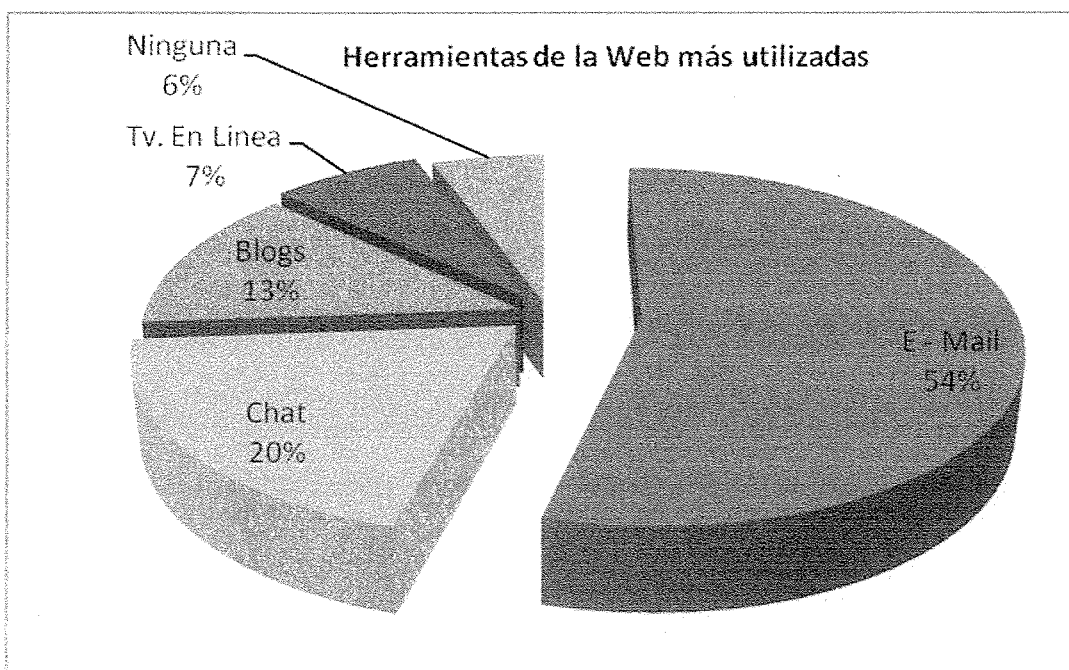 Herramientas de la Web más utilizadas
Ninguna
6%
Tv. En Linea
7%
Blogs
13%
Chat
20%
E - Mail
54%